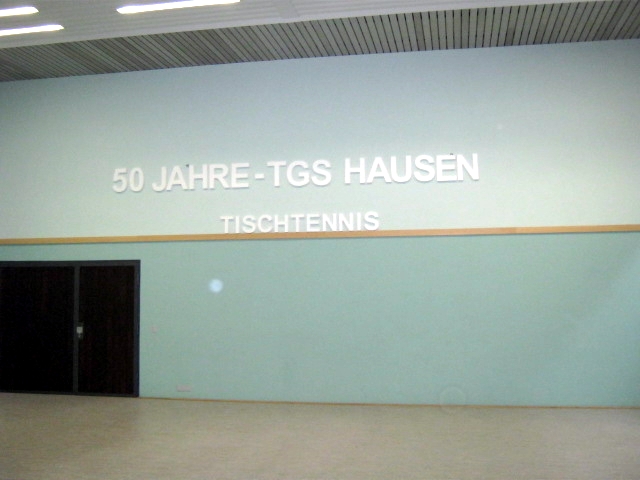 50 JAHRE - TGS HAUSEN
TISCHTENNIS